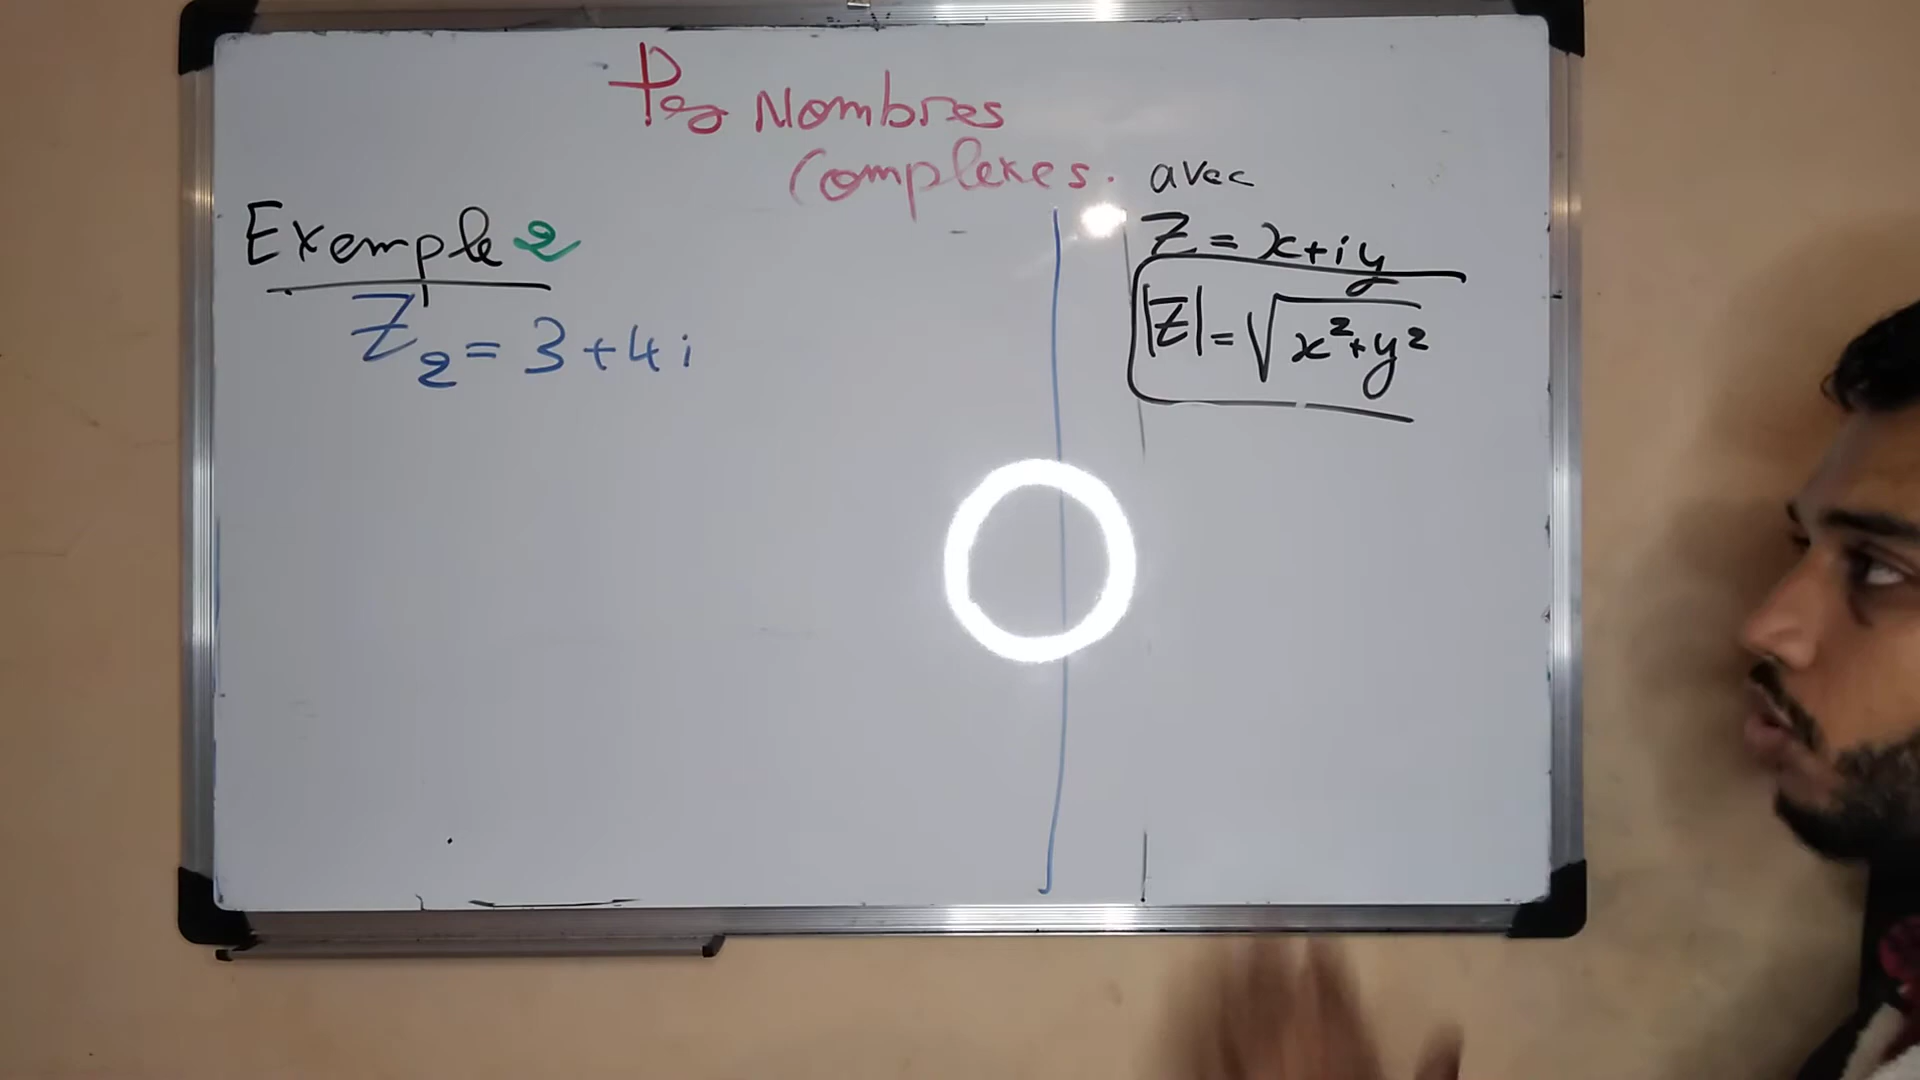 Les Nombres
Complexes.
Exemple 2
Z₂ = 3 + 4i
avec
Z = x + iy
|Z| = √(x² + y²)